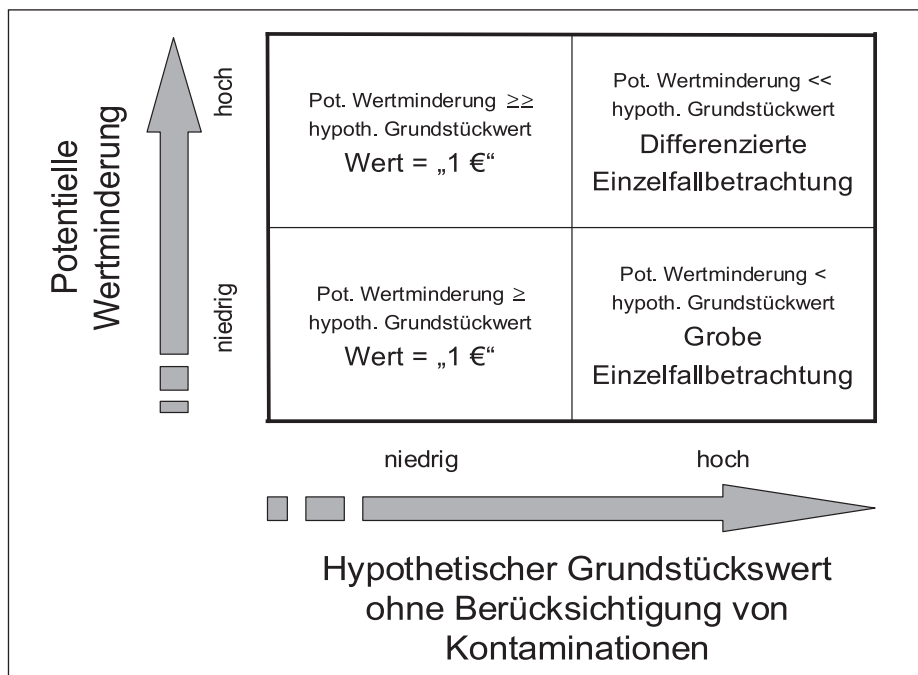 Potentielle
Wertminderung
hoch
niedrig
Pot. Wertminderung ≥≥
hypoth. Grundstückwert
Wert = „1 €“
Pot. Wertminderung <<
hypoth. Grundstückwert
Differenzierte
Einzelfallbetrachtung
Pot. Wertminderung ≥
hypoth. Grundstückwert
Wert = „1 €“
Pot. Wertminderung <
hypoth. Grundstückwert
Grobe
Einzelfallbetrachtung
niedrig
hoch
Hypothetischer Grundstückswert
ohne Berücksichtigung von
Kontaminationen